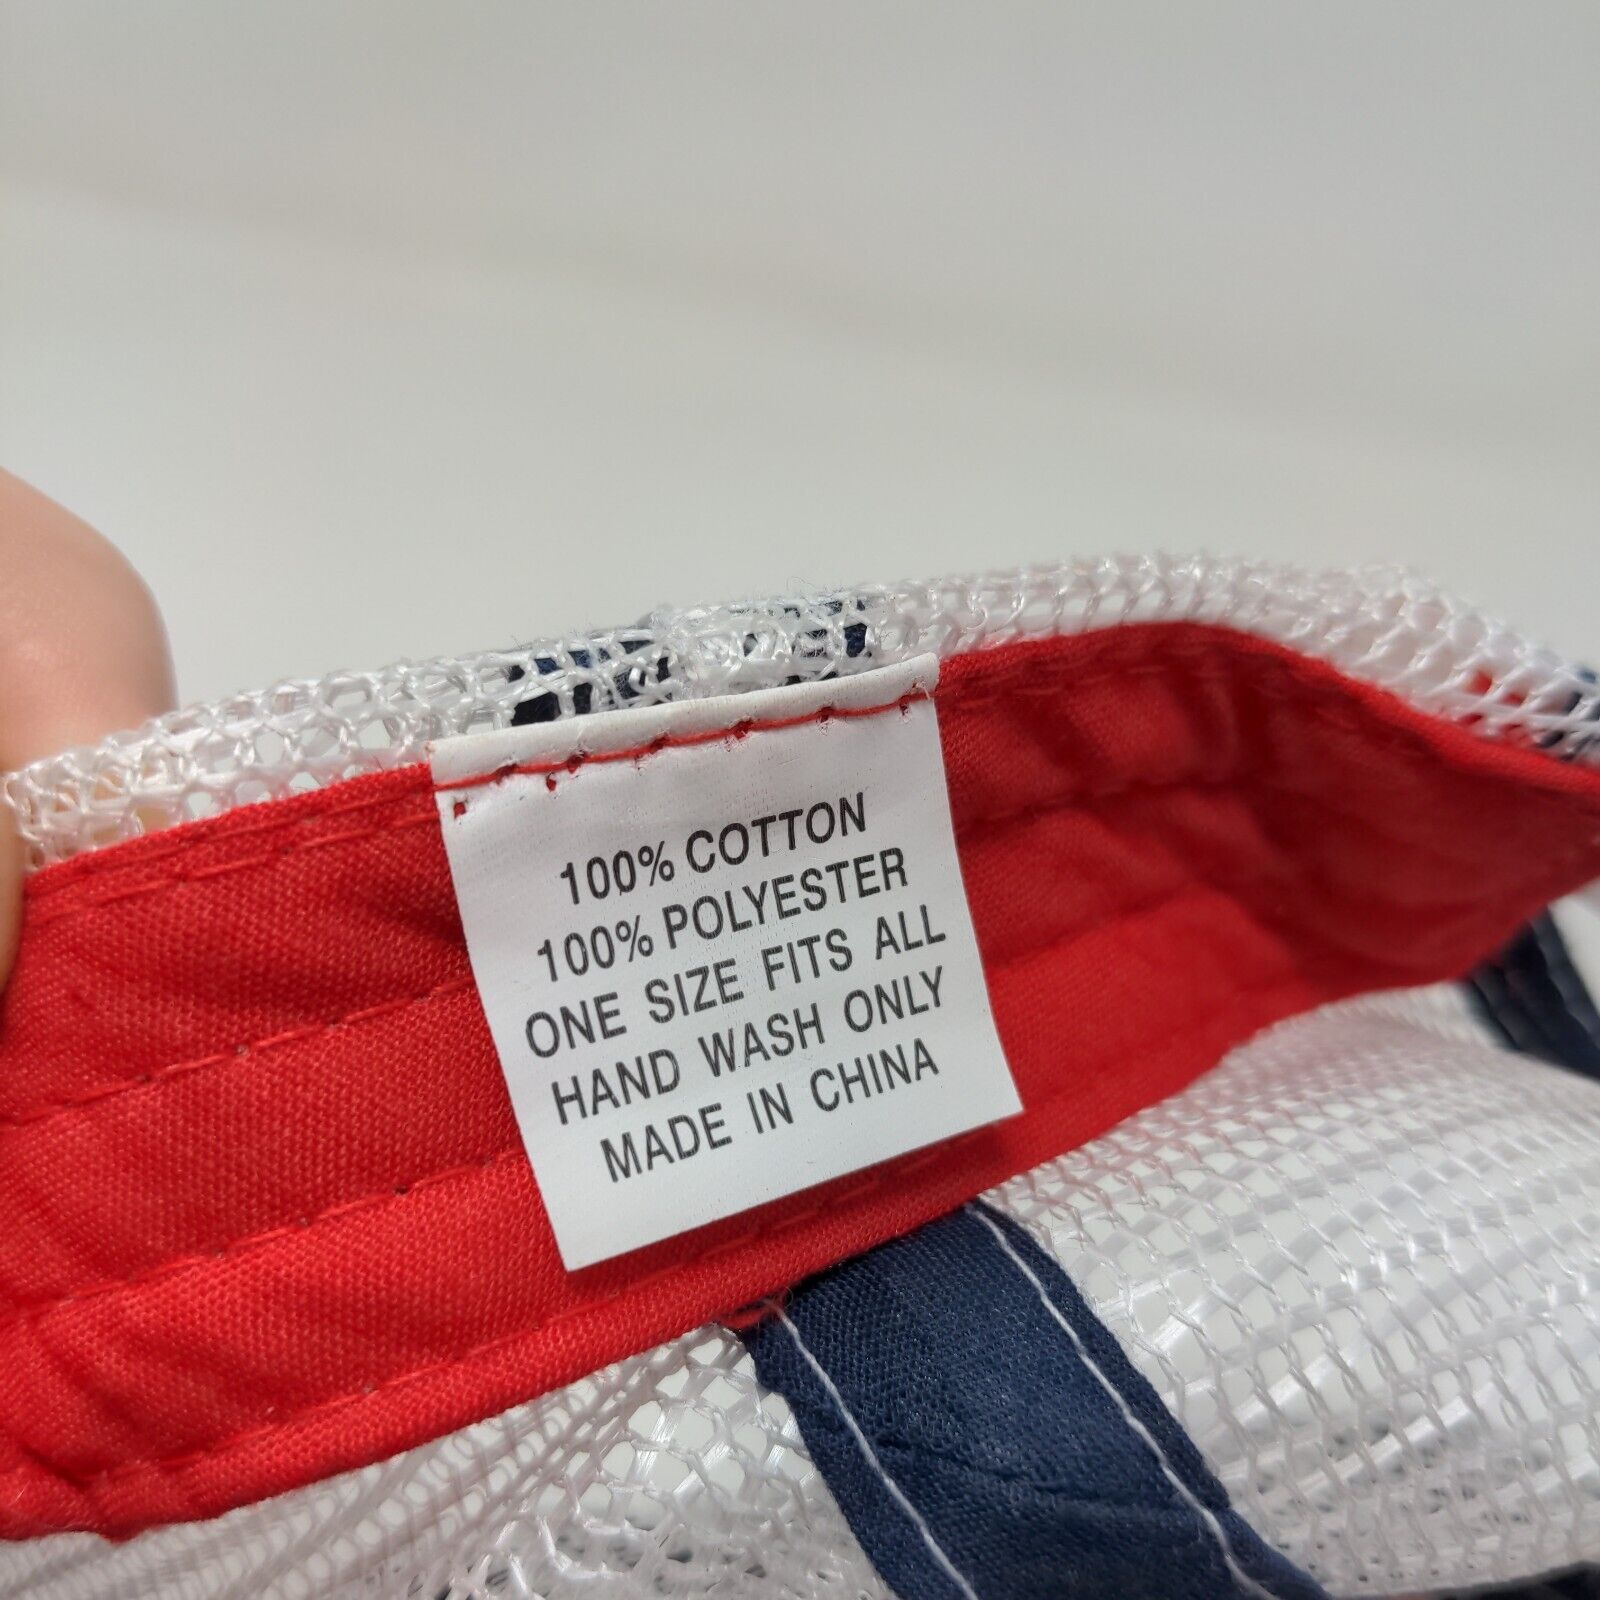 100% COTTON
100% POLYESTER
ONE SIZE FITS ALL
HAND WASH ONLY
MADE IN CHINA